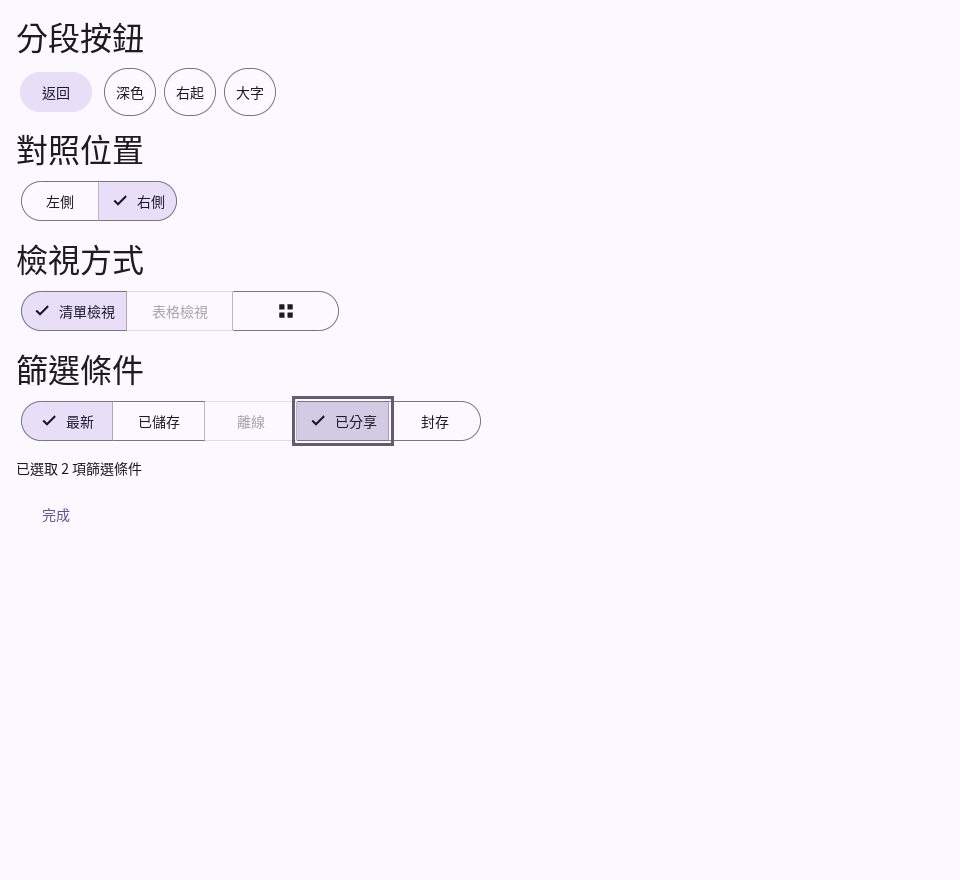 分段按鈕
返回 深色 右起 大字
對照位置
左側 右側
檢視方式
清單檢視 表格檢視
篩選條件
最新 已儲存 離線 已分享 封存
已選取 2 項篩選條件
完成